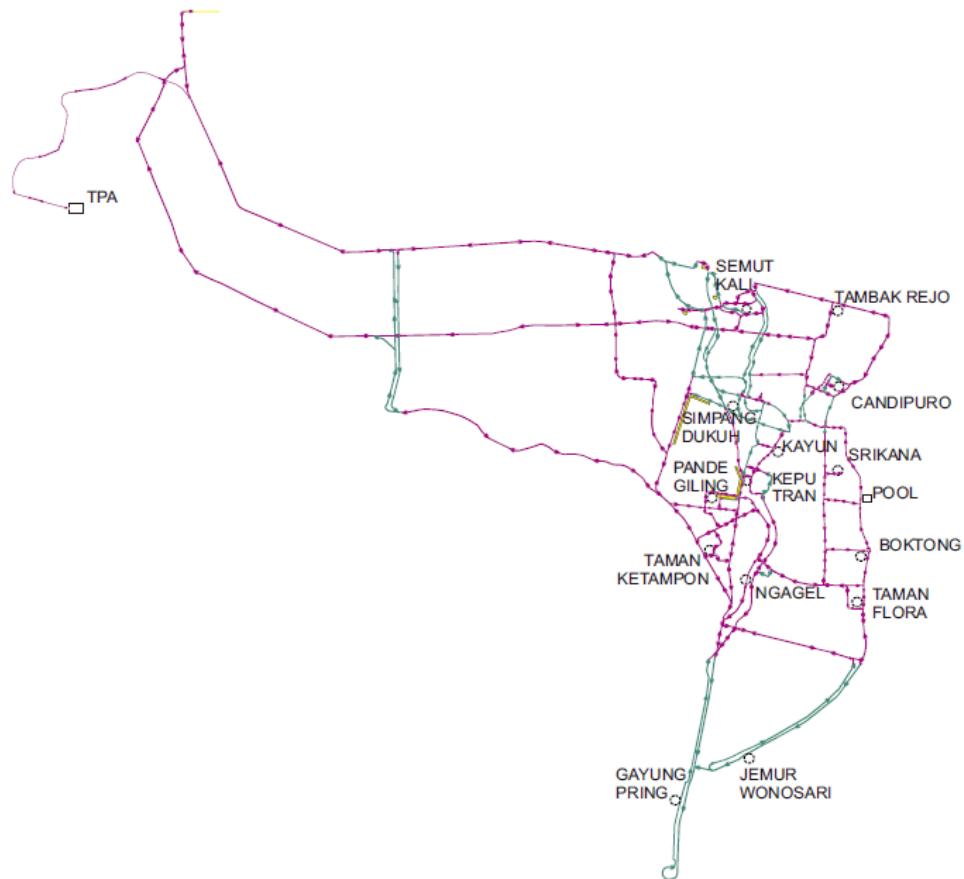 TPA
SEMUT
KALI
TAMBAK REJO
CANDIPURO
SIMPANG
DUKUH
KAYUN
SRIKANA
PANDE
GILING
KEPU
TRAN
POOL
BOKTONG
TAMAN
KETAMPON
NGAGEL
TAMAN
FLORA
GAYUNG
PRING
JEMUR
WONOSARI